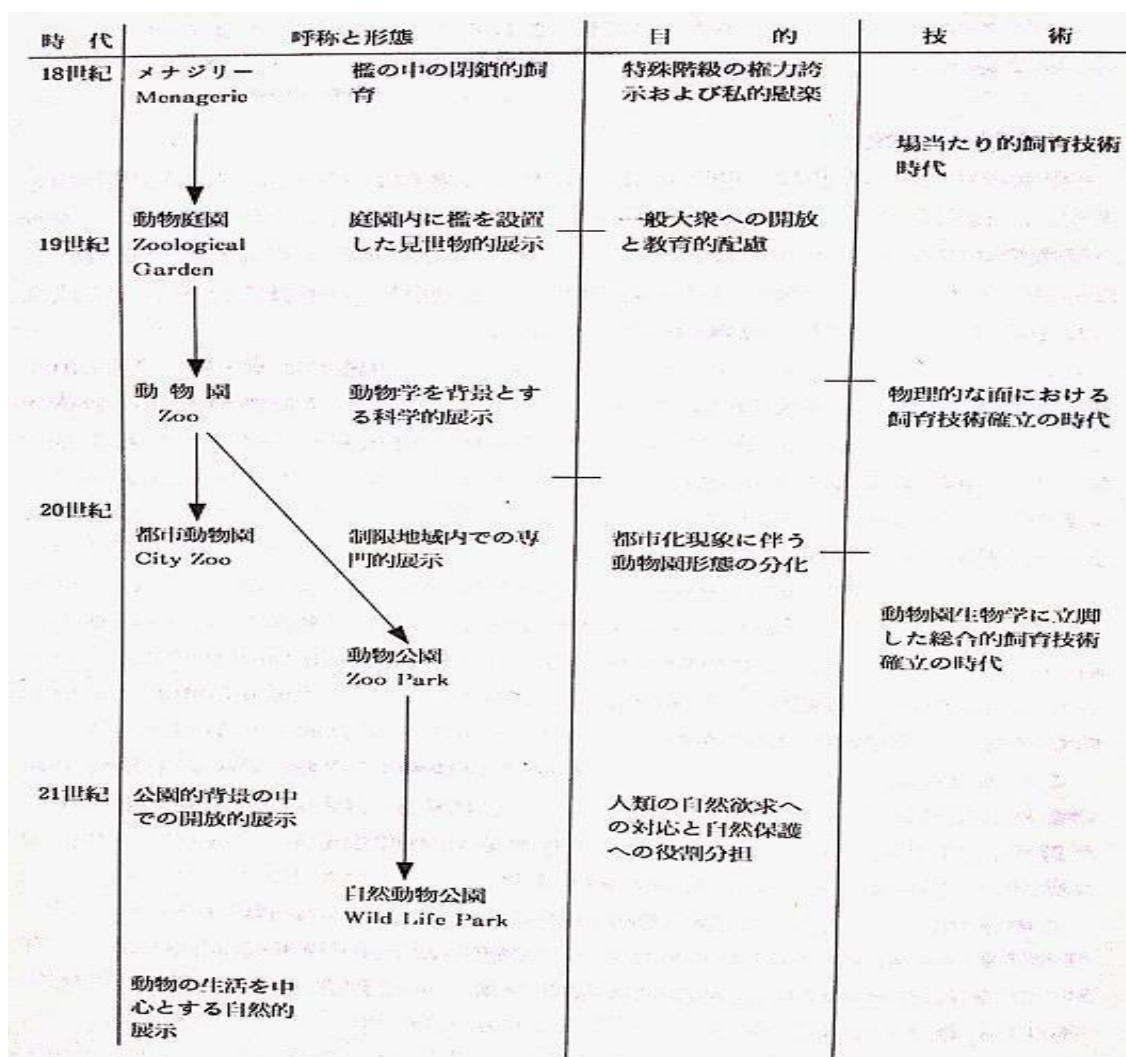 時 代 呼称と形態 目 的 技 術
18世紀 メナジリー 檻の中の閉鎖的飼 特殊階級の権力誇
Menagerie 育 示および私的慰楽
場当たり的飼育技術
時代
動物庭園 庭園内に檻を設置 一般大衆への開放
19世紀 Zoological した見世物的展示 と教育的配慮
Garden
動 物 園 動物学を背景とす 物理的な面における
Zoo る科学的展示 飼育技術確立の時代
20世紀
都市動物園 制限地域内での専 都市化現象に伴う
City Zoo 門的展示 動物園形態の分化
動物園生物学に立脚
した総合的飼育技術
動物公園 確立の時代
Zoo Park
21世紀 公園的背景の中 人類の自然欲求へ
での開放的展示 の対応と自然保護
への役割分担
自然動物公園
Wild Life Park
動物の生活を中
心とする自然的
展示